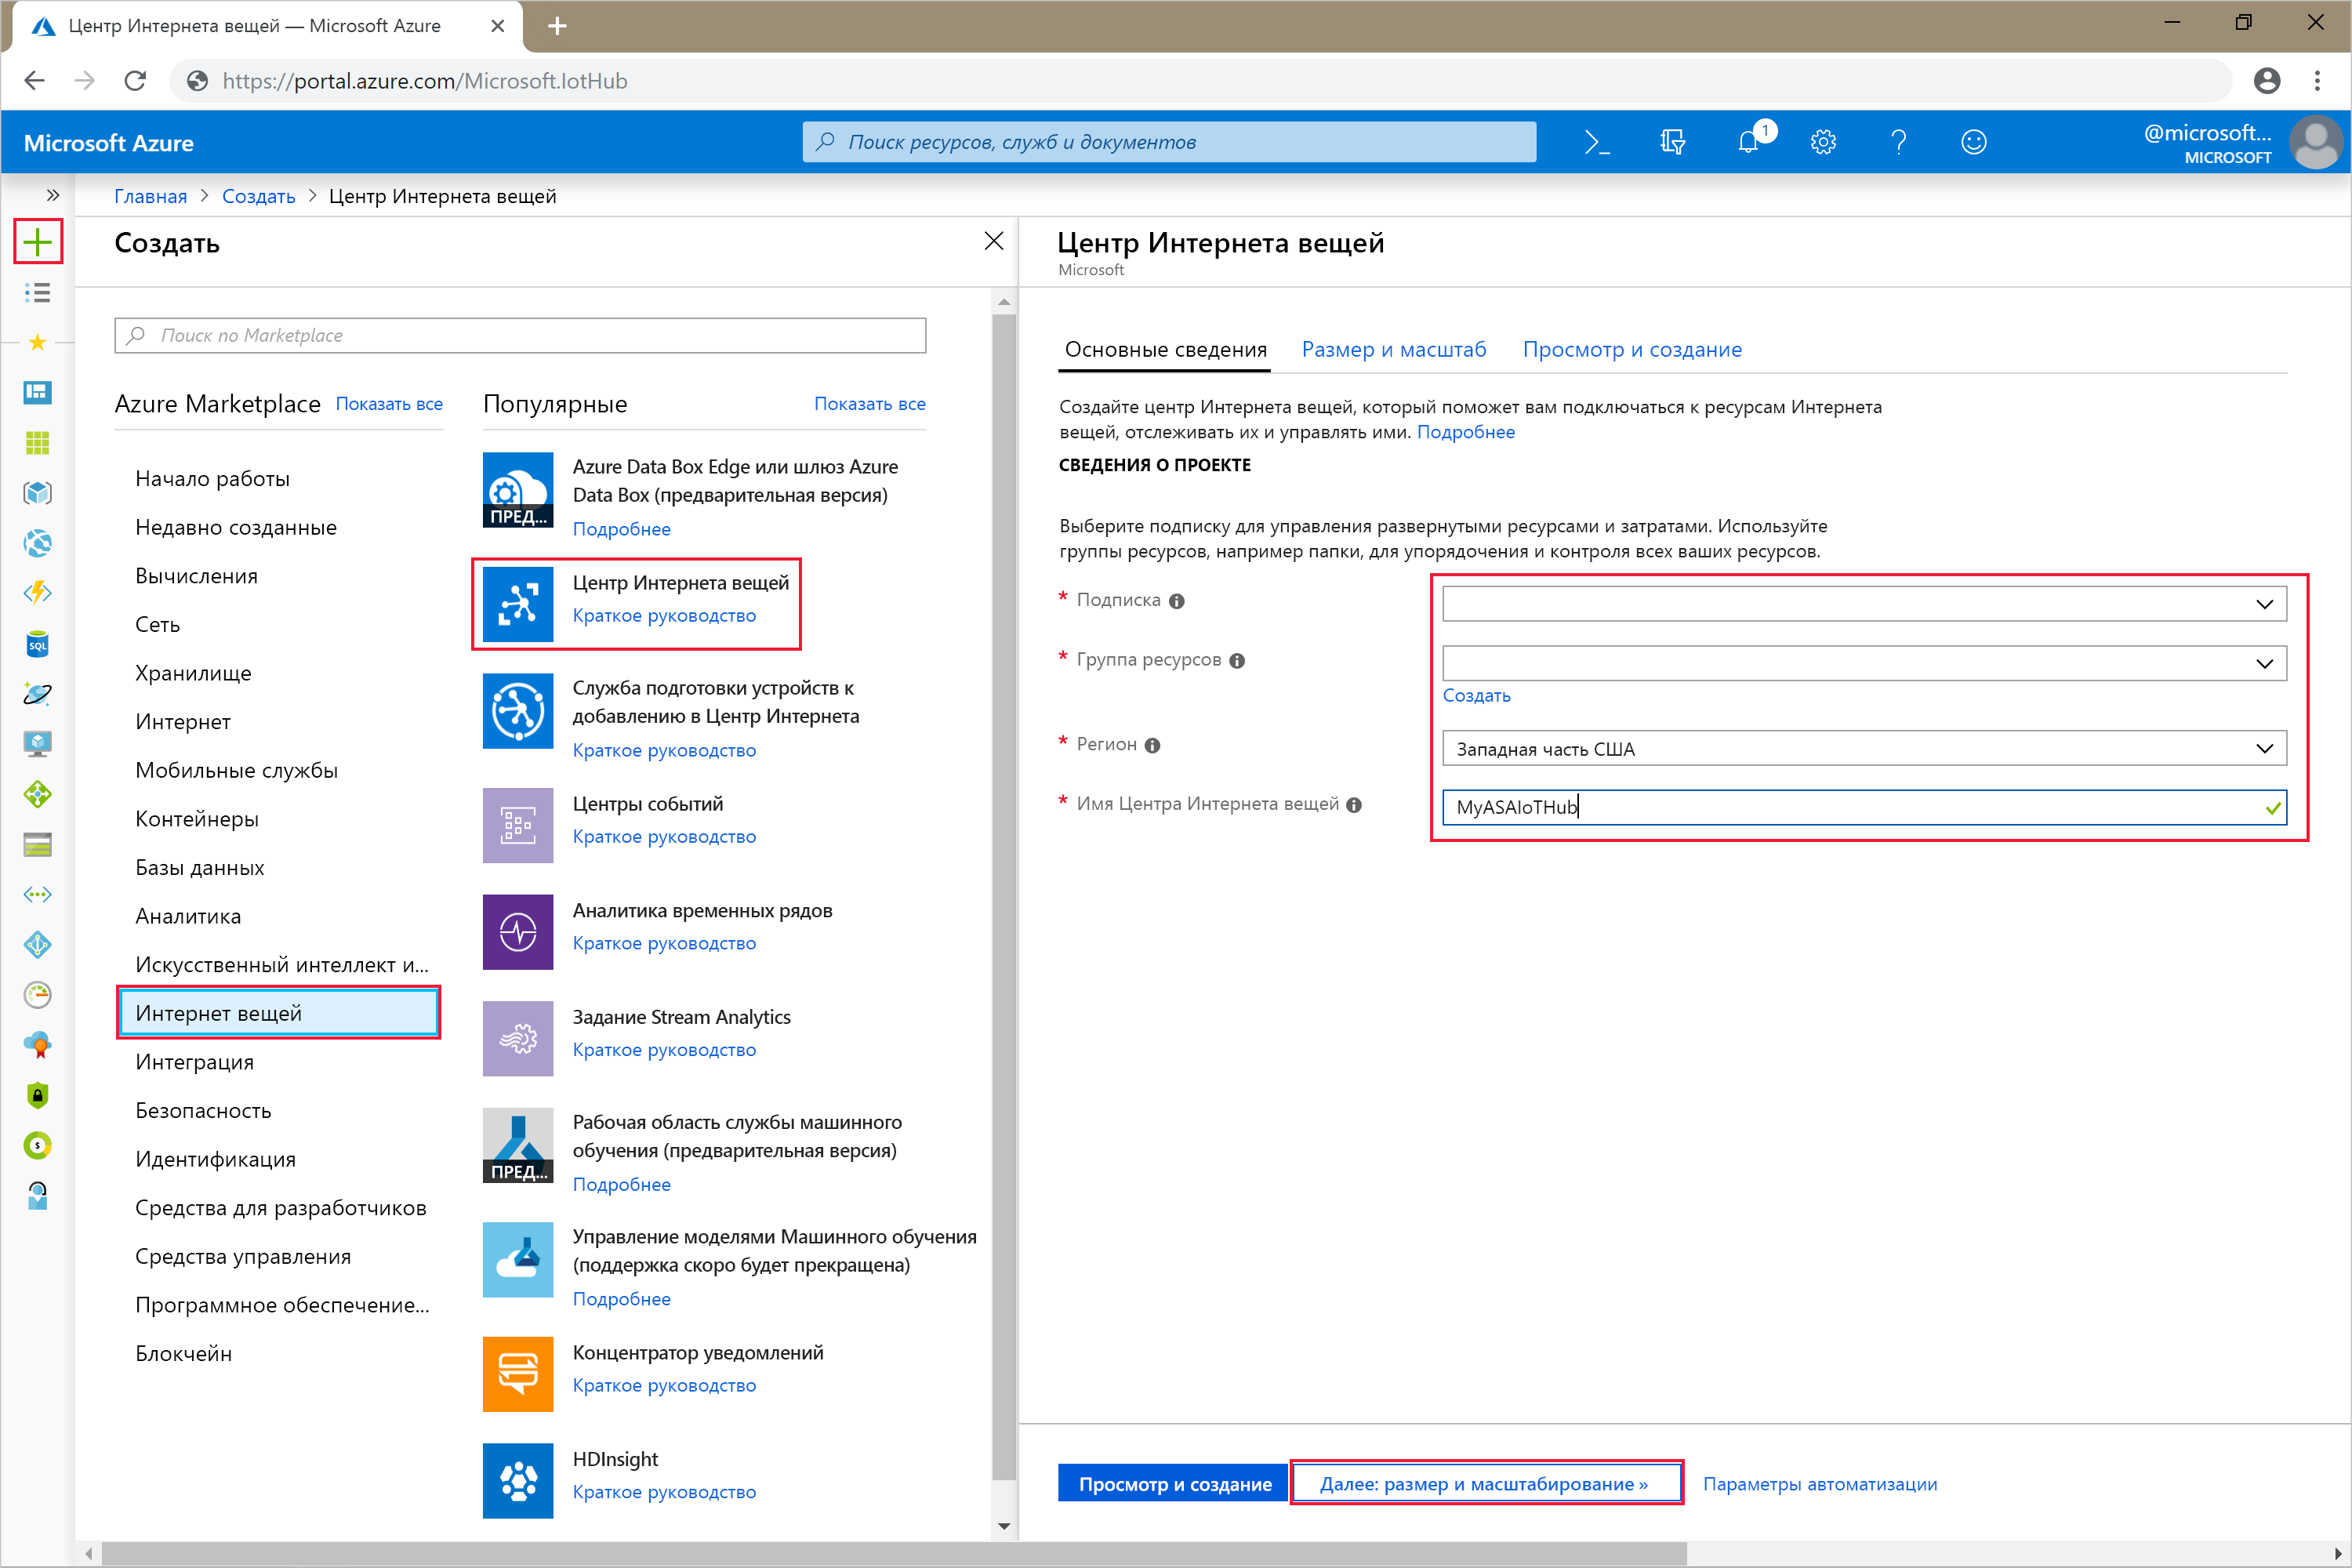 Центр Интернета вещей — Microsoft Azure
https://portal.azure.com/Microsoft.IotHub
Microsoft Azure
Поиск ресурсов, служб и документов
1
@microsoft...
MICROSOFT
Главная > Создать > Центр Интернета вещей
Создать
Поиск по Marketplace
Azure Marketplace Показать все
Начало работы
Недавно созданные
Вычисления
Сеть
Хранилище
Интернет
Мобильные службы
Контейнеры
Базы данных
Аналитика
Искусственный интеллект и...
Интернет вещей
Интеграция
Безопасность
Идентификация
Средства для разработчиков
Средства управления
Программное обеспечение...
Блокчейн
SQL
Популярные Показать все
Azure Data Box Edge или шлюз Azure
Data Box (предварительная версия)
ПРЕД...
Подробнее
Центр Интернета вещей
Краткое руководство
Служба подготовки устройств к
добавлению в Центр Интернета
Краткое руководство
Центры событий
Краткое руководство
Аналитика временных рядов
Краткое руководство
Задание Stream Analytics
Краткое руководство
Рабочая область службы машинного
обучения (предварительная версия)
ПРЕД...
Подробнее
Управление моделями Машинного обучения
(поддержка скоро будет прекращена)
Подробнее
Концентратор уведомлений
Краткое руководство
HDInsight
Краткое руководство
Центр Интернета вещей
Microsoft
Основные сведения Размер и масштаб Просмотр и создание
Создайте центр Интернета вещей, который поможет вам подключаться к ресурсам Интернета
вещей, отслеживать их и управлять ими. Подробнее
СВЕДЕНИЯ О ПРОЕКТЕ
Выберите подписку для управления развернутыми ресурсами и затратами. Используйте
группы ресурсов, например папки, для упорядочения и контроля всех ваших ресурсов.
* Подписка
* Группа ресурсов
Создать
* Регион
Западная часть США
* Имя Центра Интернета вещей
MyASAIoTHub
Просмотр и создание
Далее: размер и масштабирование »
Параметры автоматизации